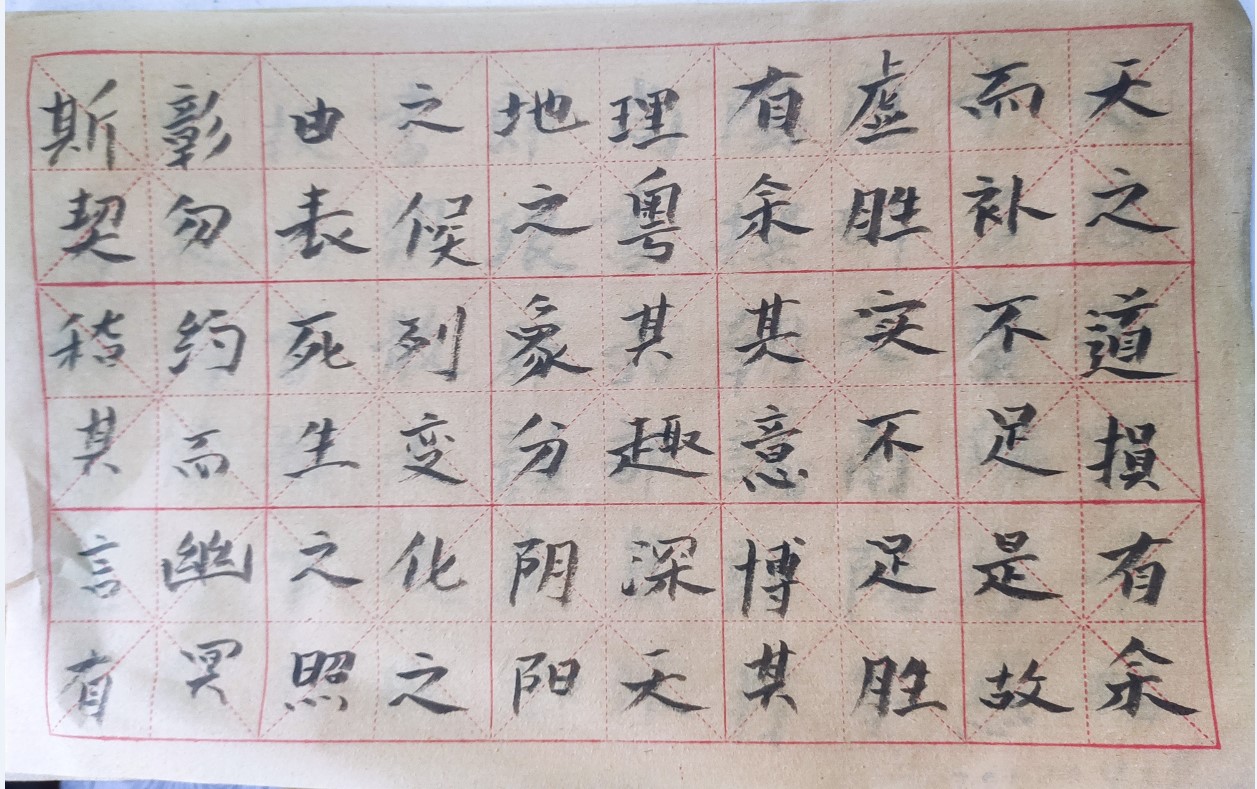 天之道損有余
而补不足是故
虚胜实不足胜
有余其意博其
理粤其趣深天
地之象分阴阳
之候列变化之
由表死生之照
彰勿约而幽冥
斯契稽其言有